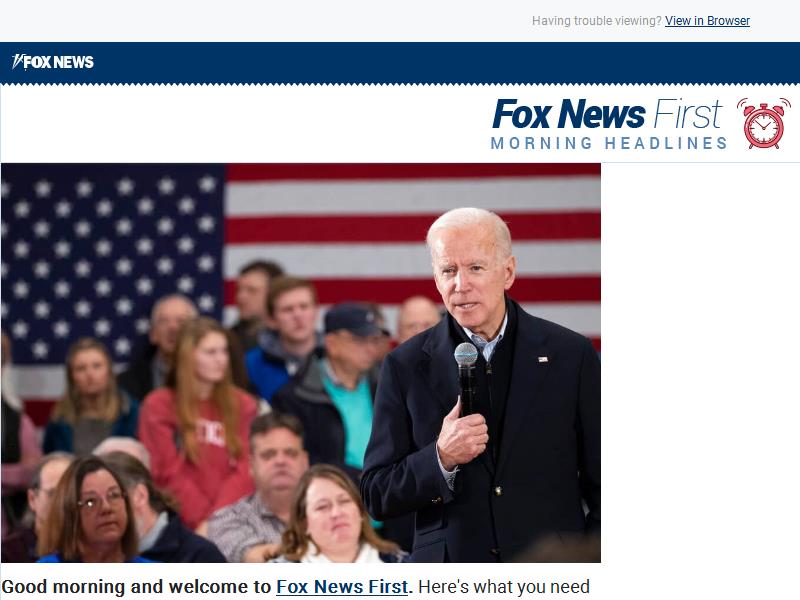 Having trouble viewing? View in Browser
FOX NEWS
Fox News First
MORNING HEADLINES
Good morning and welcome to Fox News First. Here's what you need